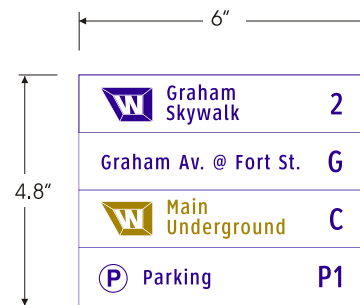 6“
4.8“
W Graham
Skywalk 2
Graham Av. @ Fort St. G
W Main
Underground C
P Parking P1